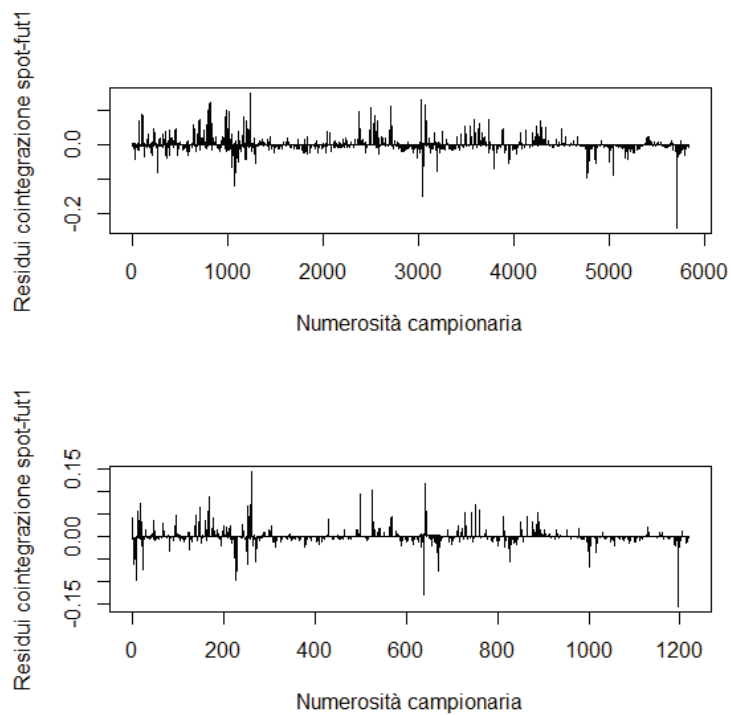 Residui cointegrazione spot-fut1
0.0
-0.2
0 1000 2000 3000 4000 5000 6000
Numerosità campionaria
Residui cointegrazione spot-fut1
0.15
0.00
-0.15
0 200 400 600 800 1000 1200
Numerosità campionaria